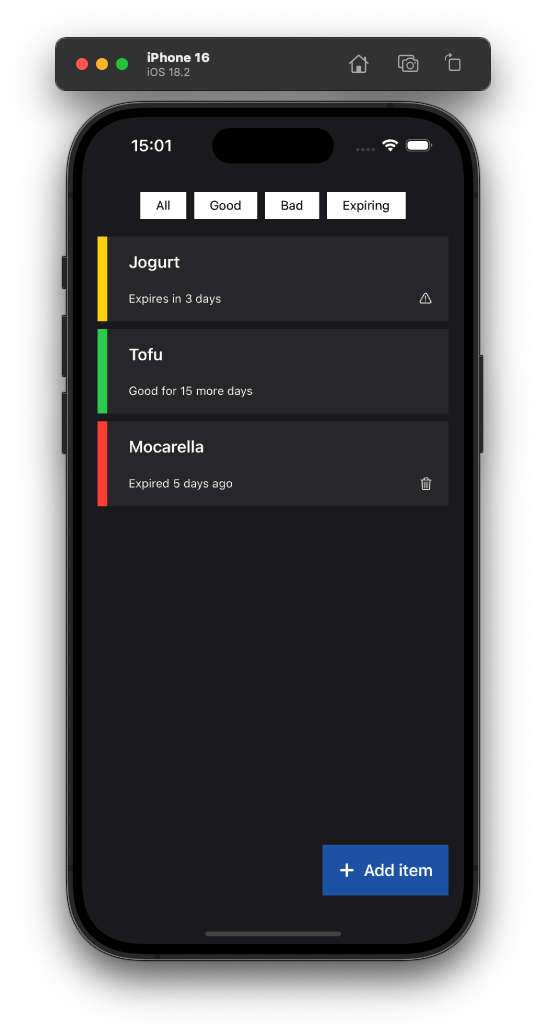 iPhone 16
iOS 18.2
15:01
All Good Bad Expiring
Jogurt
Expires in 3 days
Tofu
Good for 15 more days
Mocarella
Expired 5 days ago
+ Add item